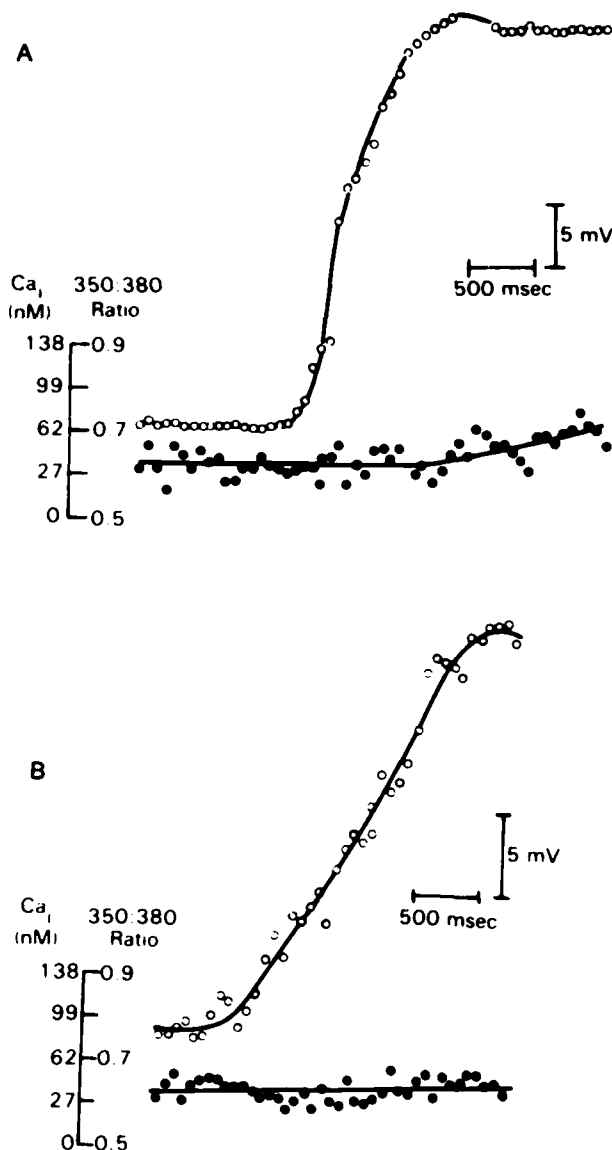 A
5 mV
500 msec
Ca_i 350:380
(nM) Ratio
138 0.9
99
62 0.7
27
0 0.5
B
5 mV
500 msec
Ca_i 350:380
(nM) Ratio
138 0.9
99
62 0.7
27
0 0.5